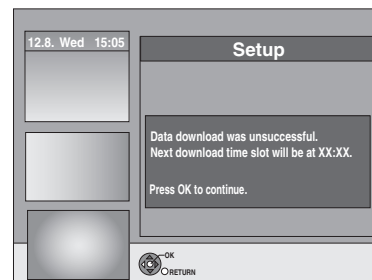 12.8. Wed 15:05
Setup
Data download was unsuccessful.
Next download time slot will be at XX:XX.
Press OK to continue.
OK
RETURN